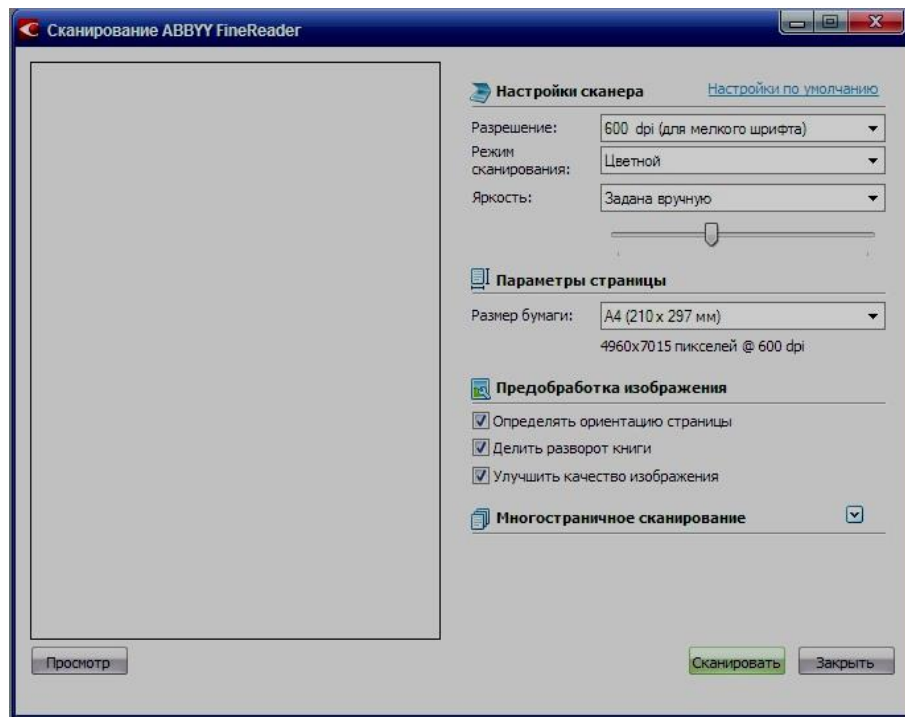 Сканирование ABBYY FineReader
Настройки сканера Настройки по умолчанию
Разрешение: 600 dpi (для мелкого шрифта)
Режим
сканирования: Цветной
Яркость: Задана вручную
Параметры страницы
Размер бумаги: A4 (210 x 297 мм)
4960x7015 пикселей @ 600 dpi
Предобработка изображения
Определять ориентацию страницы
Делить разворот книги
Улучшить качество изображения
Многостраничное сканирование
Просмотр Сканировать Закрыть